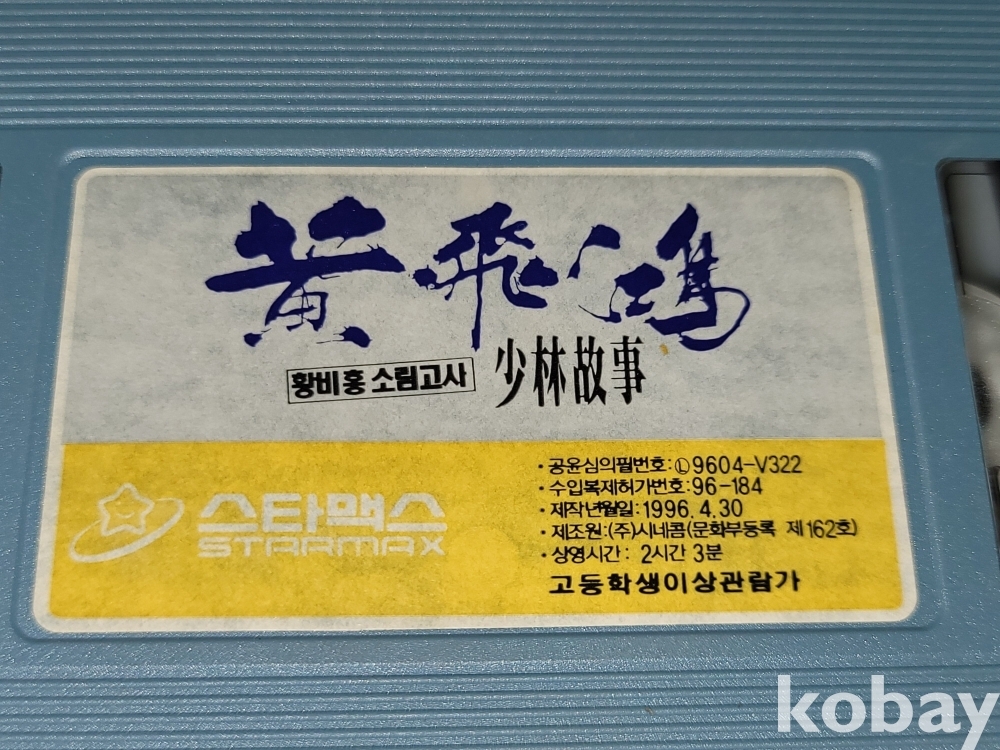 黃飛鴻
황비홍 소림고사 少林故事
스타맥스
STARMAX
·공윤심의필번호:Ⓛ9604-V322
·수입복제허가번호:96-184
·제작년월일:1996.4.30
·제조원:(주)시네콤(문화부등록 제162호)
·상영시간: 2시간 3분
고등학생이상관람가
kobay